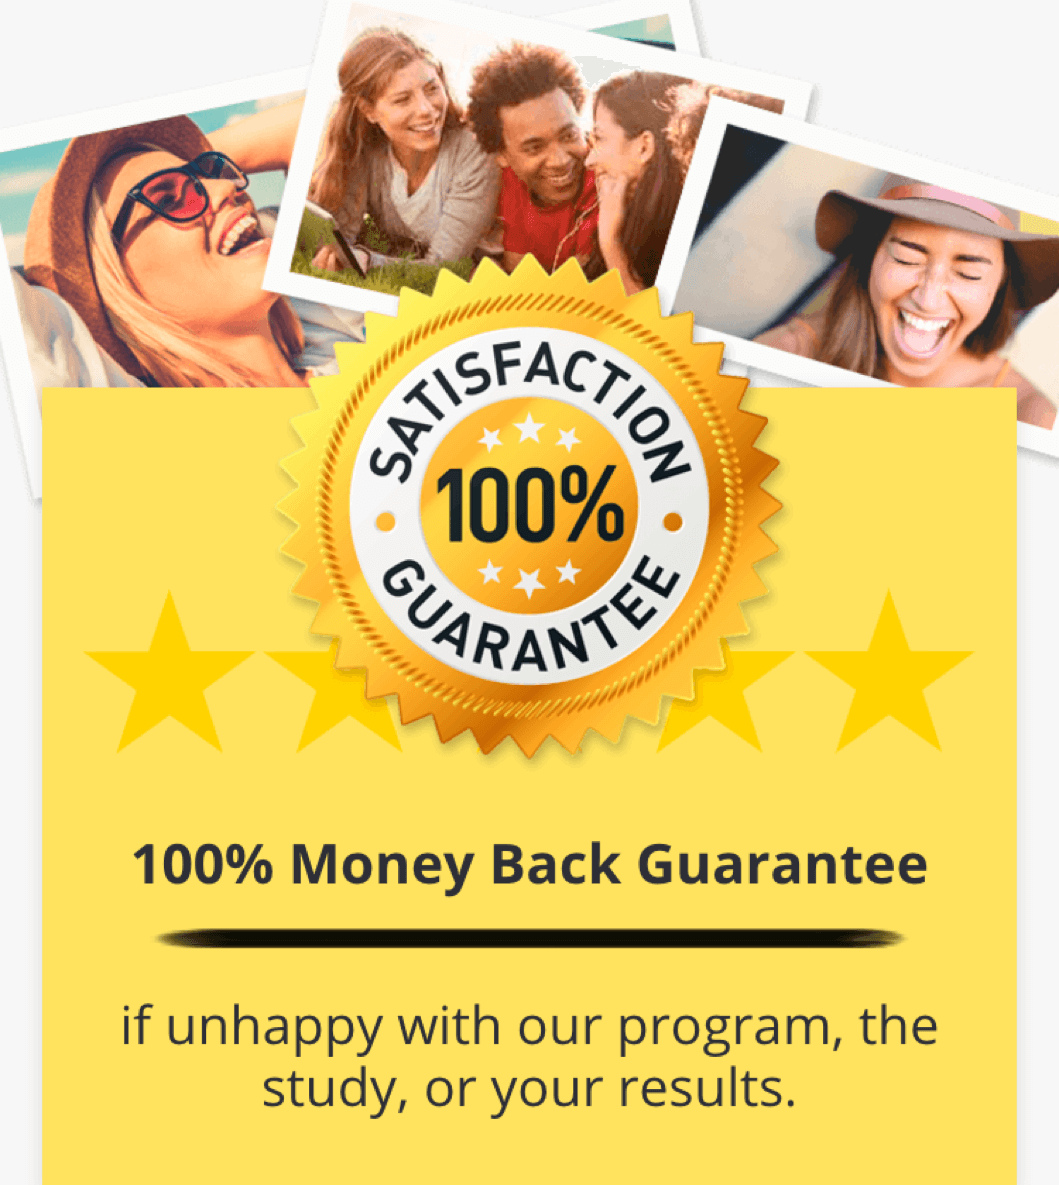 SATISFACTION
100%
GUARANTEE
100% Money Back Guarantee
if unhappy with our program, the
study, or your results.